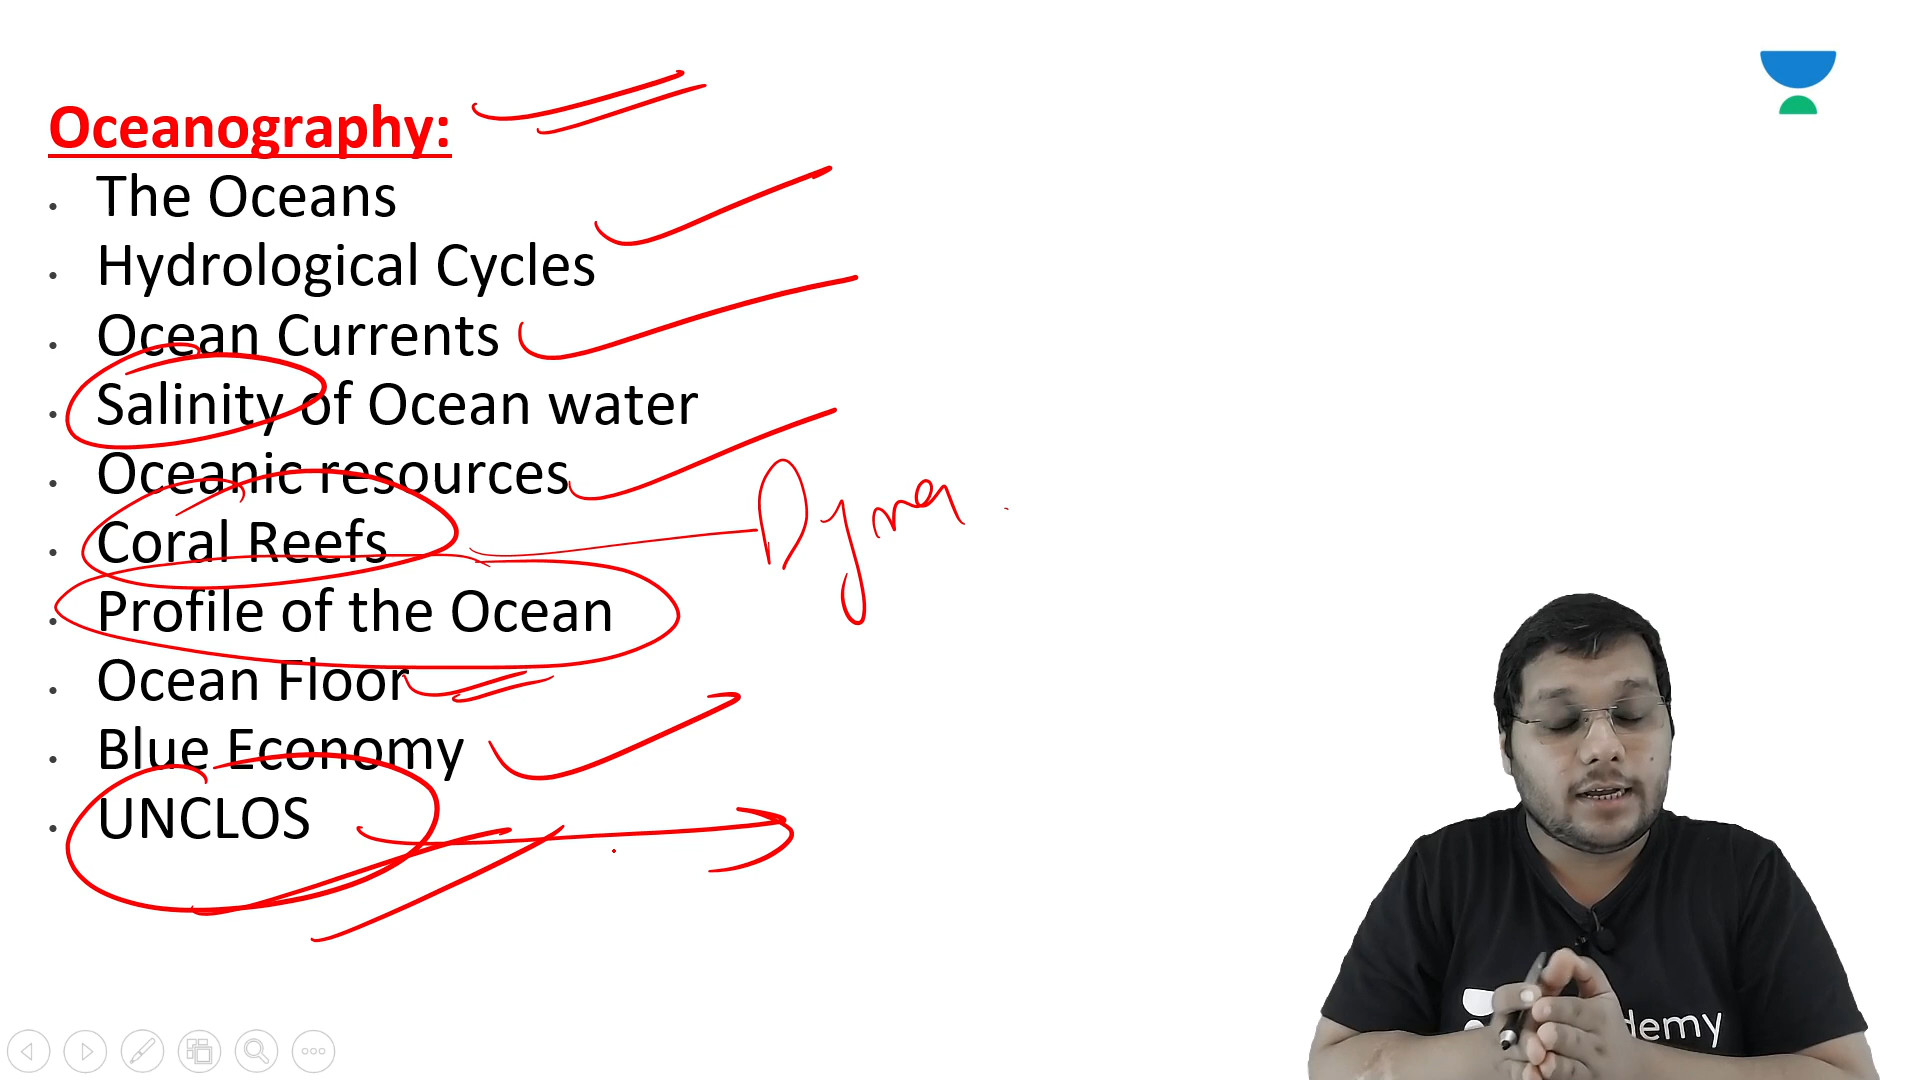 Oceanography:
• The Oceans
• Hydrological Cycles
• Ocean Currents
• Salinity of Ocean water
• Oceanic resources
• Coral Reefs
• Profile of the Ocean
• Ocean Floor
• Blue Economy
• UNCLOS
demy